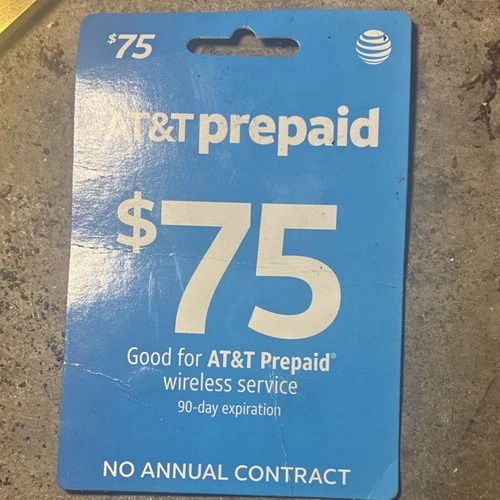 $75
AT&T prepaid
$75
Good for AT&T Prepaid®
wireless service
90-day expiration
NO ANNUAL CONTRACT